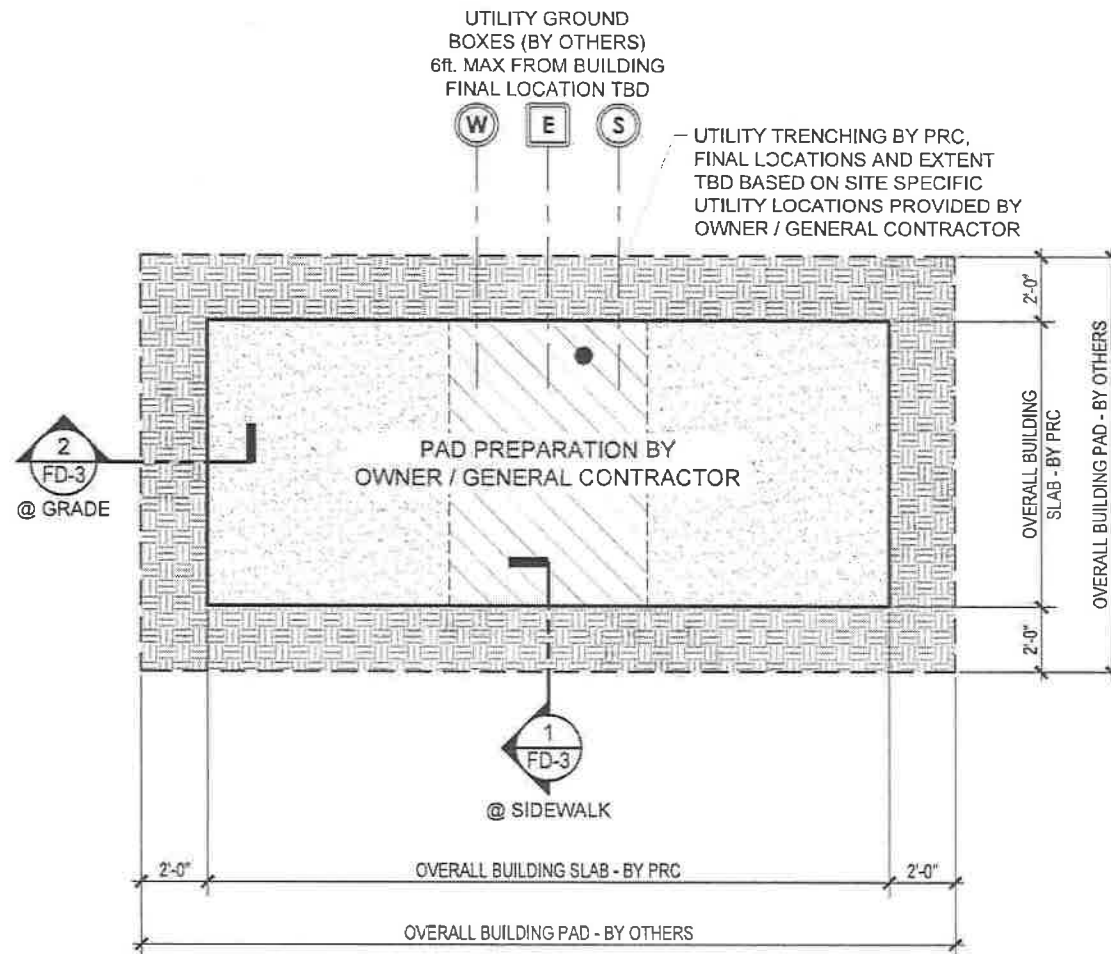 UTILITY GROUND
BOXES (BY OTHERS)
6ft. MAX FROM BUILDING
FINAL LOCATION TBD
W
E
S
UTILITY TRENCHING BY PRC,
FINAL LOCATIONS AND EXTENT
TBD BASED ON SITE SPECIFIC
UTILITY LOCATIONS PROVIDED BY
OWNER / GENERAL CONTRACTOR
2'-0"
OVERALL BUILDING
SLAB - BY PRC
OVERALL BUILDING PAD - BY OTHERS
2'-0"
PAD PREPARATION BY
OWNER / GENERAL CONTRACTOR
2
FD-3
@ GRADE
1
FD-3
@ SIDEWALK
2'-0"
OVERALL BUILDING SLAB - BY PRC
2'-0"
OVERALL BUILDING PAD - BY OTHERS